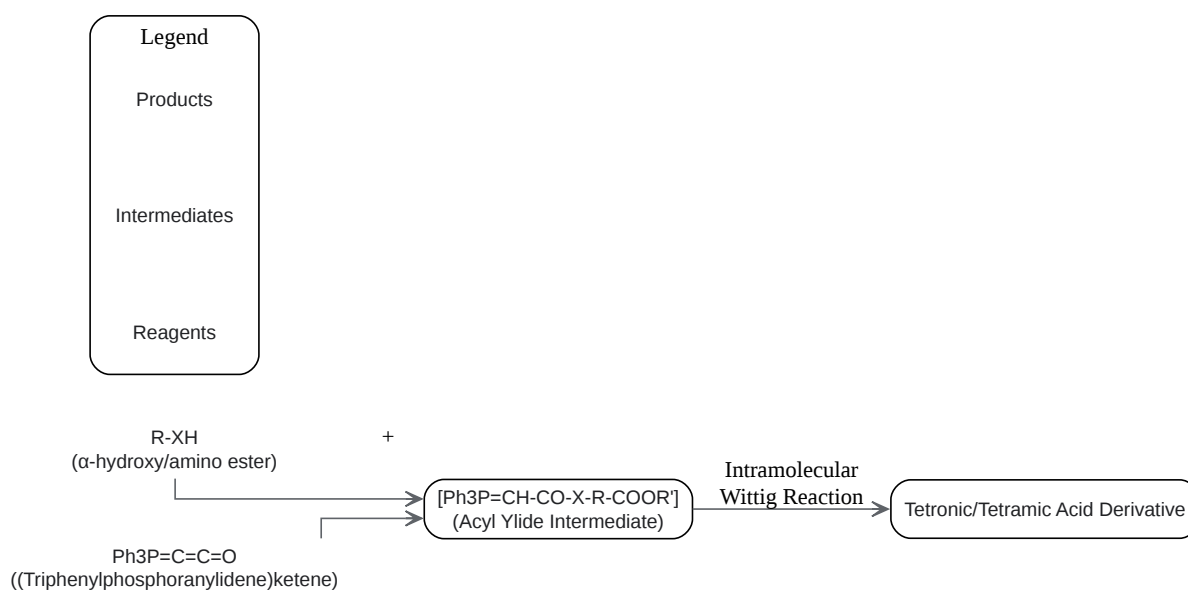 Legend
Products
Intermediates
Reagents
R-XH
(α-hydroxy/amino ester)
+
[Ph3P=CH-CO-X-R-COOR']
(Acyl Ylide Intermediate)
Intramolecular
Wittig Reaction
Tetronic/Tetramic Acid Derivative
Ph3P=C=C=O
((Triphenylphosphoranylidene)ketene)